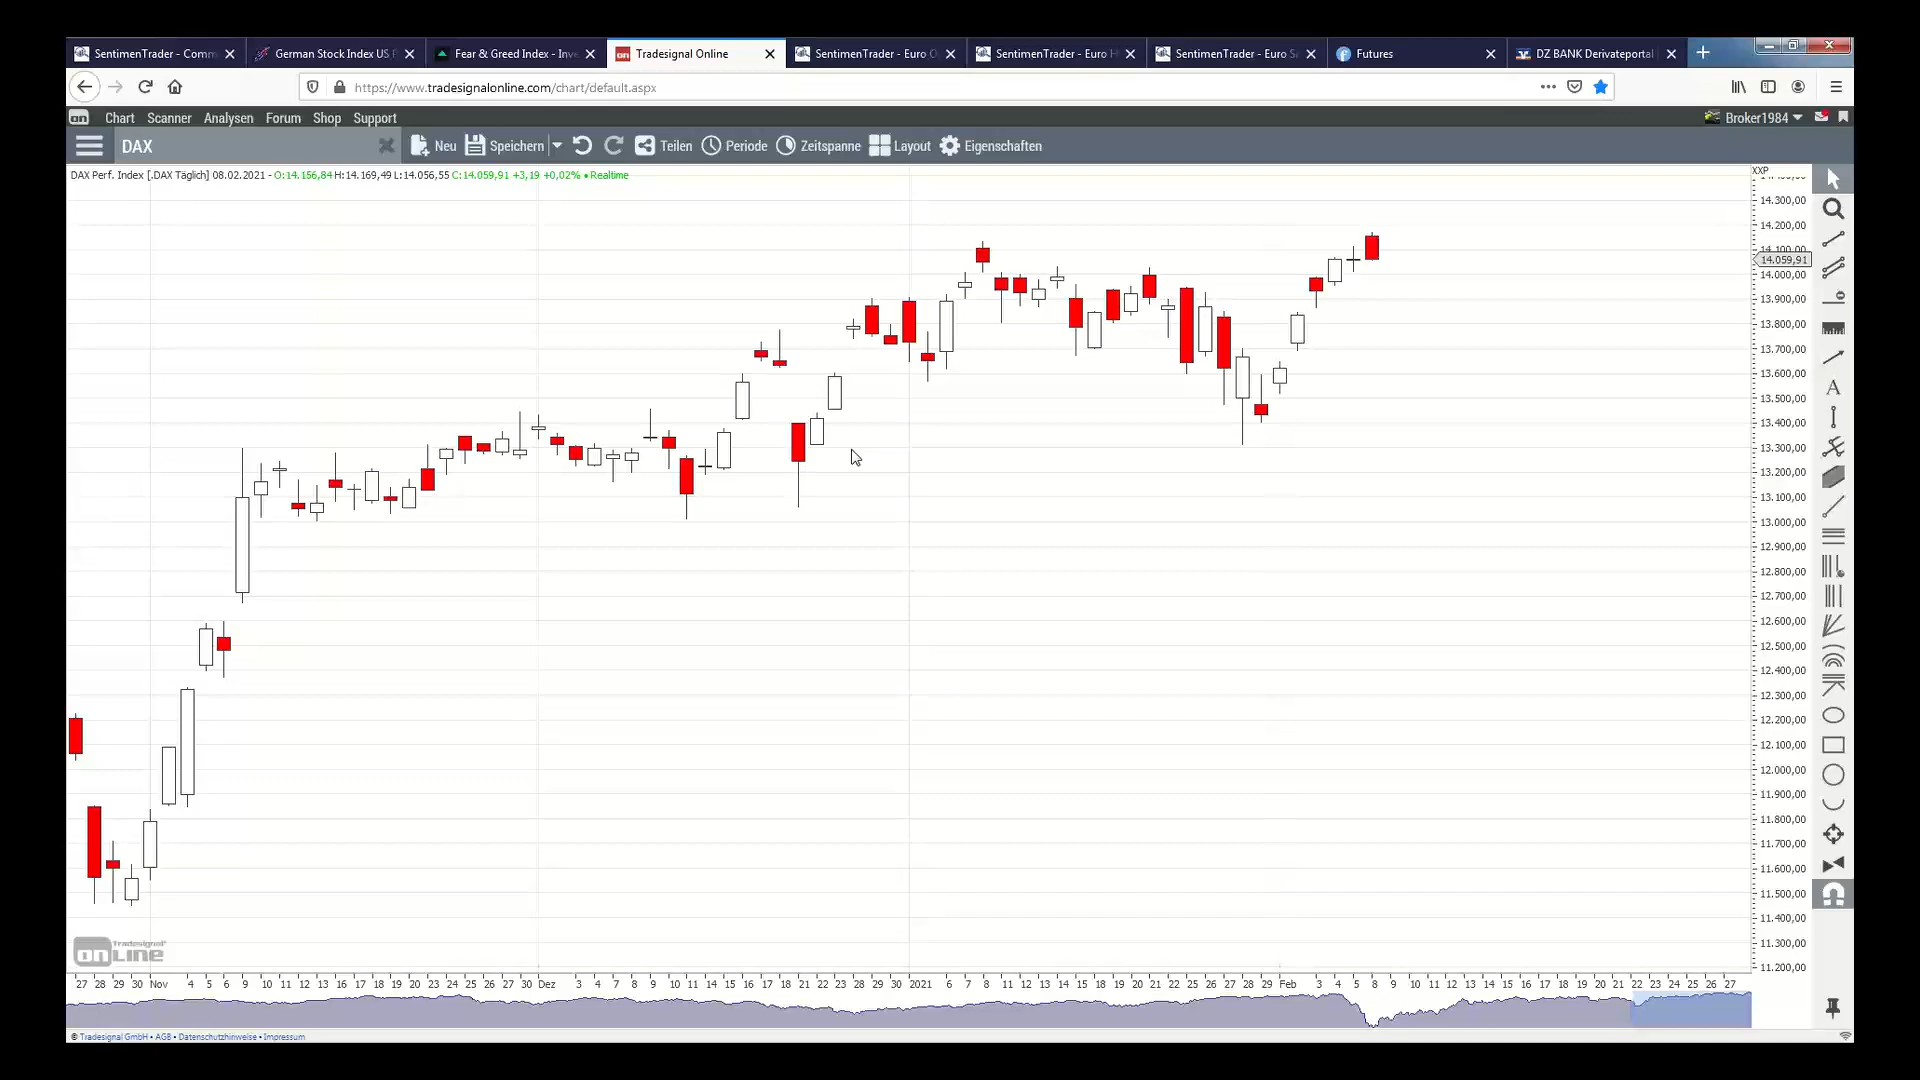 SentimenTrader - Comm
German Stock Index US F
Fear & Greed Index - Inve
Tradesignal Online
SentimenTrader - Euro O
SentimenTrader - Euro H
SentimenTrader - Euro S
Futures
DZ BANK Derivateportal
https://www.tradesignalonline.com/chart/default.aspx
on Chart Scanner Analysen Forum Shop Support Broker1984
DAX Neu Speichern Teilen Periode Zeitspanne Layout Eigenschaften
DAX Perf. Index [.DAX Täglich] 08.02.2021 - O:14.156,84 H:14.169,49 L:14.056,55 C:14.059,91 +3,19 +0,02% • Realtime
XXP
14.300,00
14.200,00
14.100,00
14.059,91
14.000,00
13.900,00
13.800,00
13.700,00
13.600,00
13.500,00
13.400,00
13.300,00
13.200,00
13.100,00
13.000,00
12.900,00
12.800,00
12.700,00
12.600,00
12.500,00
12.400,00
12.300,00
12.200,00
12.100,00
12.000,00
11.900,00
11.800,00
11.700,00
11.600,00
11.500,00
11.400,00
11.300,00
11.200,00
A
Tradesignal®
onLine
27 28 29 30 Nov 4 5 6 9 10 11 12 13 16 17 18 19 20 23 24 25 26 27 30 Dez 3 4 7 8 9 10 11 14 15 16 17 18 21 22 23 28 29 30 2021 6 7 8 11 12 13 14 15 18 19 20 21 22 25 26 27 28 29 Feb 3 4 5 8 9 10 11 12 13 14 15 16 17 18 19 20 21 22 23 24 25 26 27
© Tradesignal GmbH • AGB • Datenschutzhinweise • Impressum